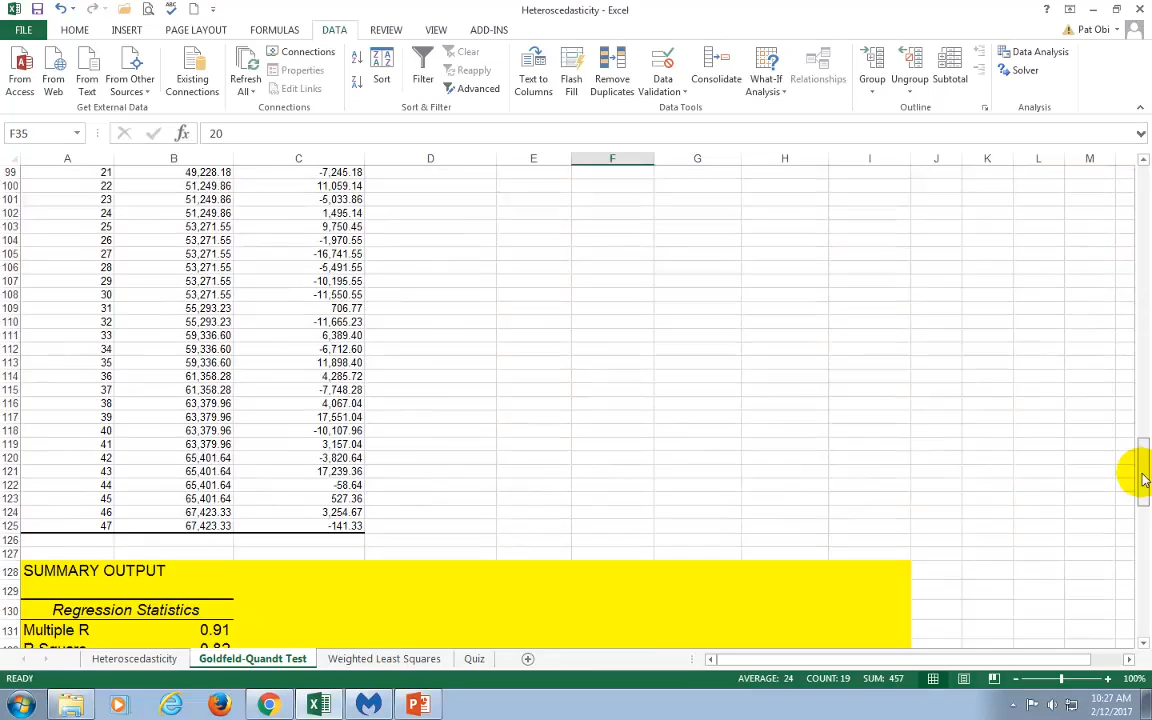 Heteroscedasticity - Excel
FILE HOME INSERT PAGE LAYOUT FORMULAS DATA REVIEW VIEW ADD-INS Pat Obi
From Access
From Web
From Text
From Other Sources
Existing Connections
Get External Data
Refresh All
Connections
Properties
Edit Links
Connections
Sort
Filter
Clear
Reapply
Advanced
Sort & Filter
Text to Columns
Flash Fill
Remove Duplicates
Data Validation
Consolidate
What-If Analysis
Relationships
Data Tools
Group
Ungroup
Subtotal
Outline
Data Analysis
Solver
Analysis
F35 fx 20
A B C D E F G H I J K L M
99 21 49,228.18 -7,245.18
100 22 51,249.86 11,059.14
101 23 51,249.86 -5,033.86
102 24 51,249.86 1,495.14
103 25 53,271.55 9,750.45
104 26 53,271.55 -1,970.55
105 27 53,271.55 -16,741.55
106 28 53,271.55 -5,491.55
107 29 53,271.55 -10,195.55
108 30 53,271.55 -11,550.55
109 31 55,293.23 706.77
110 32 55,293.23 -11,665.23
111 33 59,336.60 6,389.40
112 34 59,336.60 -6,712.60
113 35 59,336.60 11,898.40
114 36 61,358.28 4,285.72
115 37 61,358.28 -7,748.28
116 38 63,379.96 4,067.04
117 39 63,379.96 17,551.04
118 40 63,379.96 -10,107.96
119 41 63,379.96 3,157.04
120 42 65,401.64 -3,820.64
121 43 65,401.64 17,239.36
122 44 65,401.64 -58.64
123 45 65,401.64 527.36
124 46 67,423.33 3,254.67
125 47 67,423.33 -141.33
126
127
128 SUMMARY OUTPUT
129
130 Regression Statistics
131 Multiple R 0.91
R Square 0.82
Heteroscedasticity Goldfeld-Quandt Test Weighted Least Squares Quiz
READY AVERAGE: 24 COUNT: 19 SUM: 457 100%
10:27 AM
2/12/2017